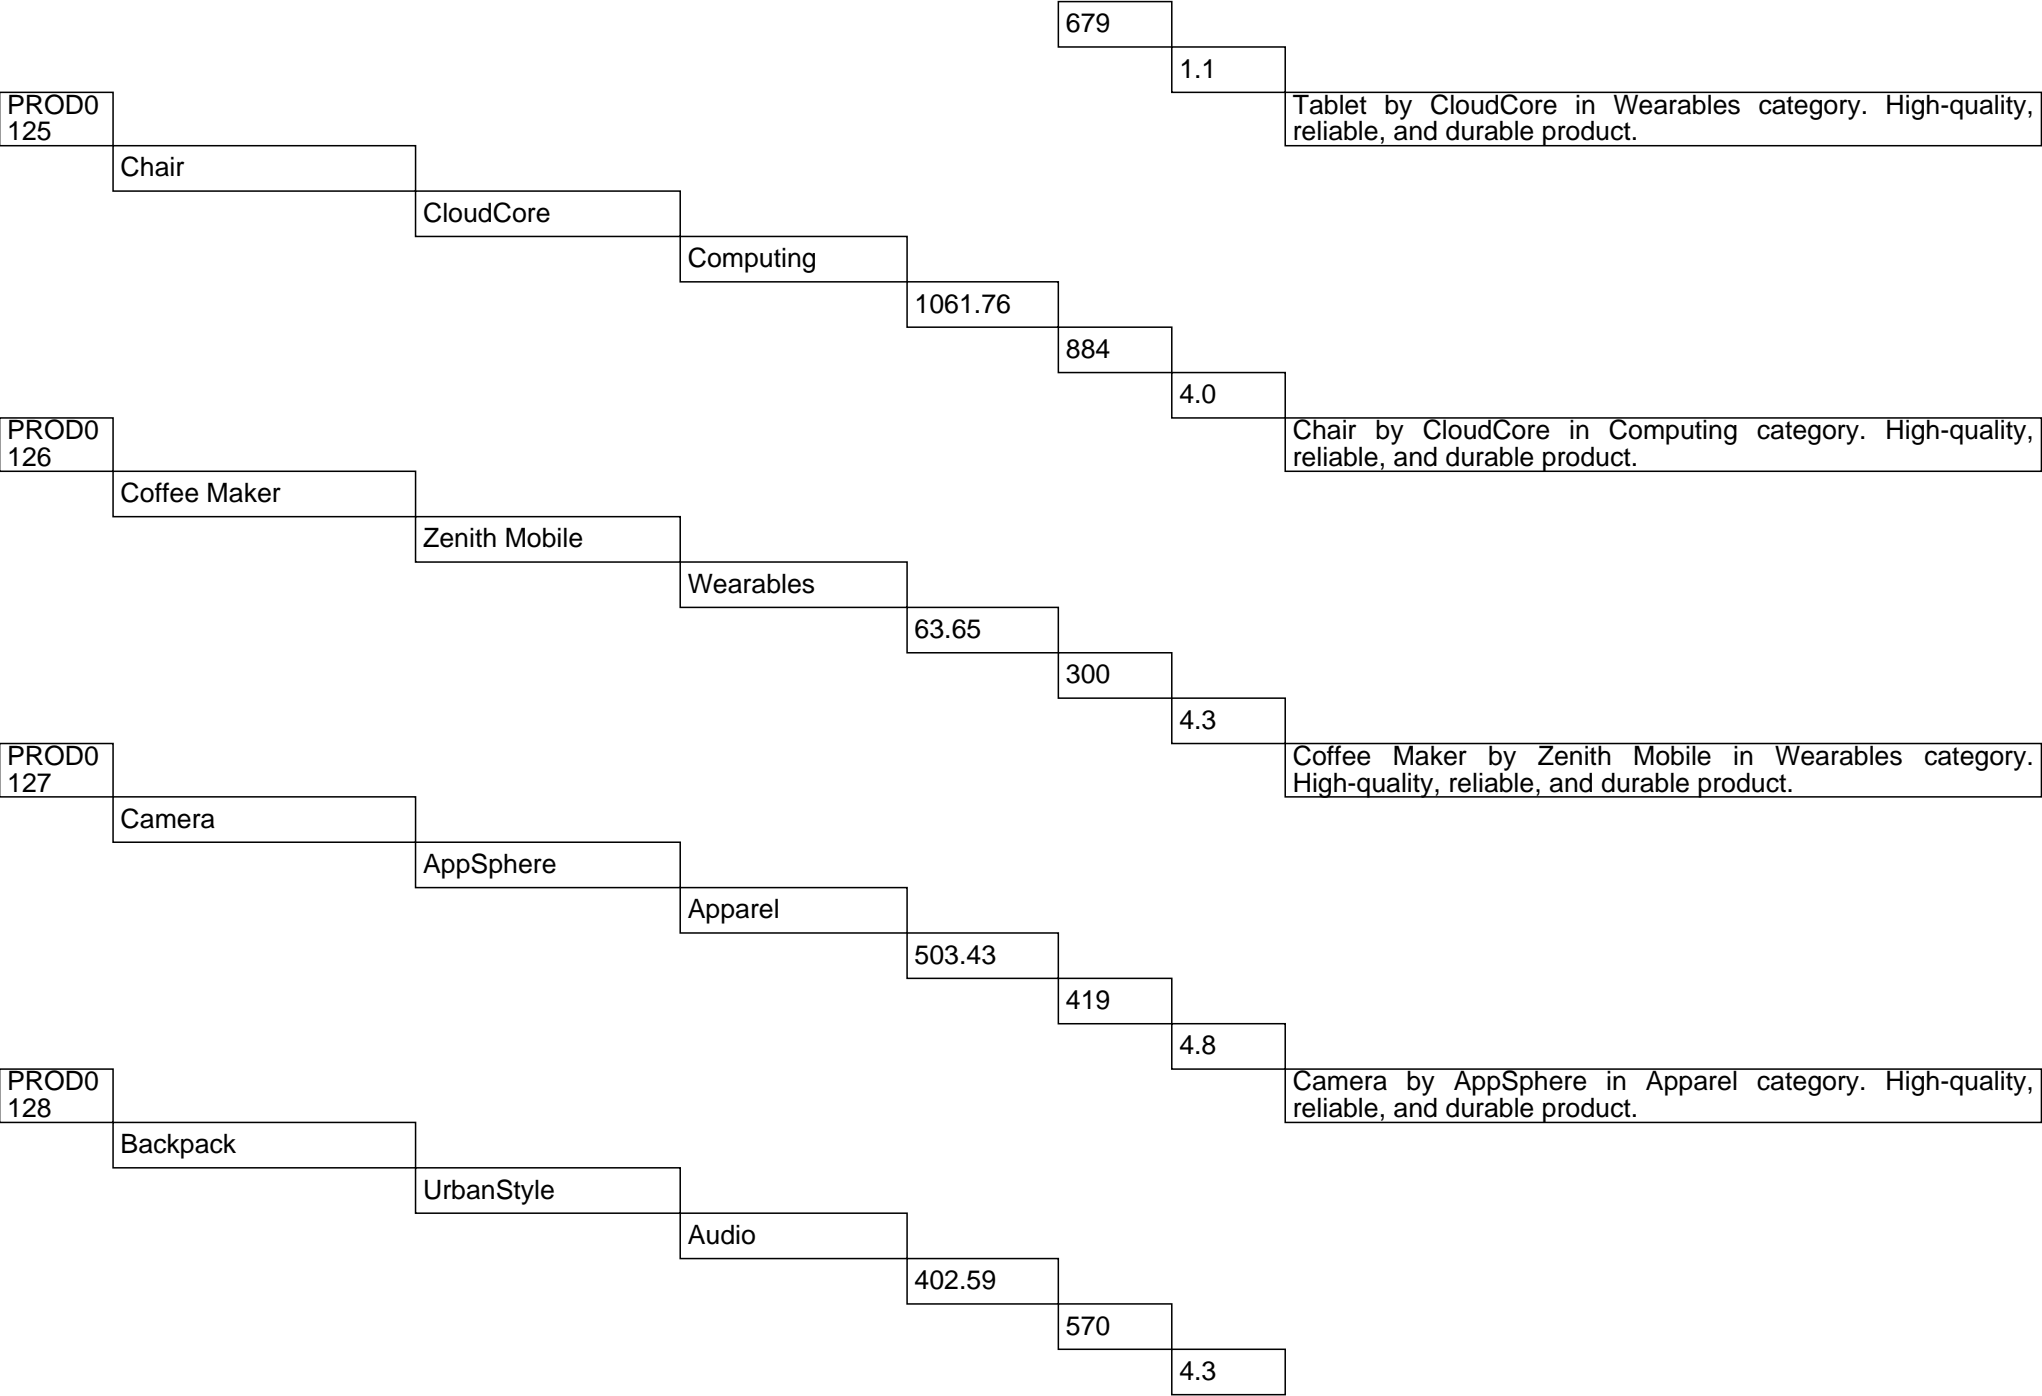 679
1.1
PROD0
125
Tablet by CloudCore in Wearables category. High-quality,
reliable, and durable product.
Chair
CloudCore
Computing
1061.76
884
4.0
PROD0
126
Chair by CloudCore in Computing category. High-quality,
reliable, and durable product.
Coffee Maker
Zenith Mobile
Wearables
63.65
300
4.3
PROD0
127
Coffee Maker by Zenith Mobile in Wearables category.
High-quality, reliable, and durable product.
Camera
AppSphere
Apparel
503.43
419
4.8
PROD0
128
Camera by AppSphere in Apparel category. High-quality,
reliable, and durable product.
Backpack
UrbanStyle
Audio
402.59
570
4.3